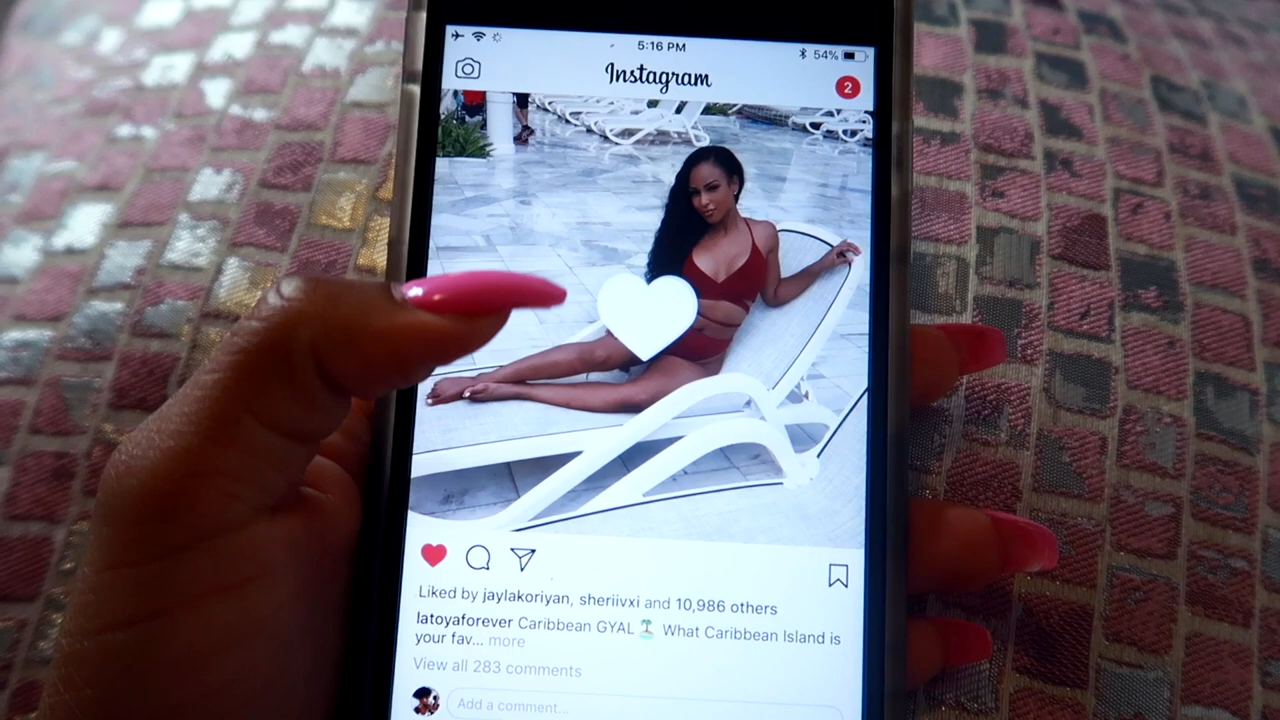 5:16 PM
54%
Instagram
2
Liked by jaylakoriyan, sheriivxi and 10,986 others
latoyaforever Caribbean GYAL 🏝 What Caribbean Island is
your fav... more
View all 283 comments
Add a comment...